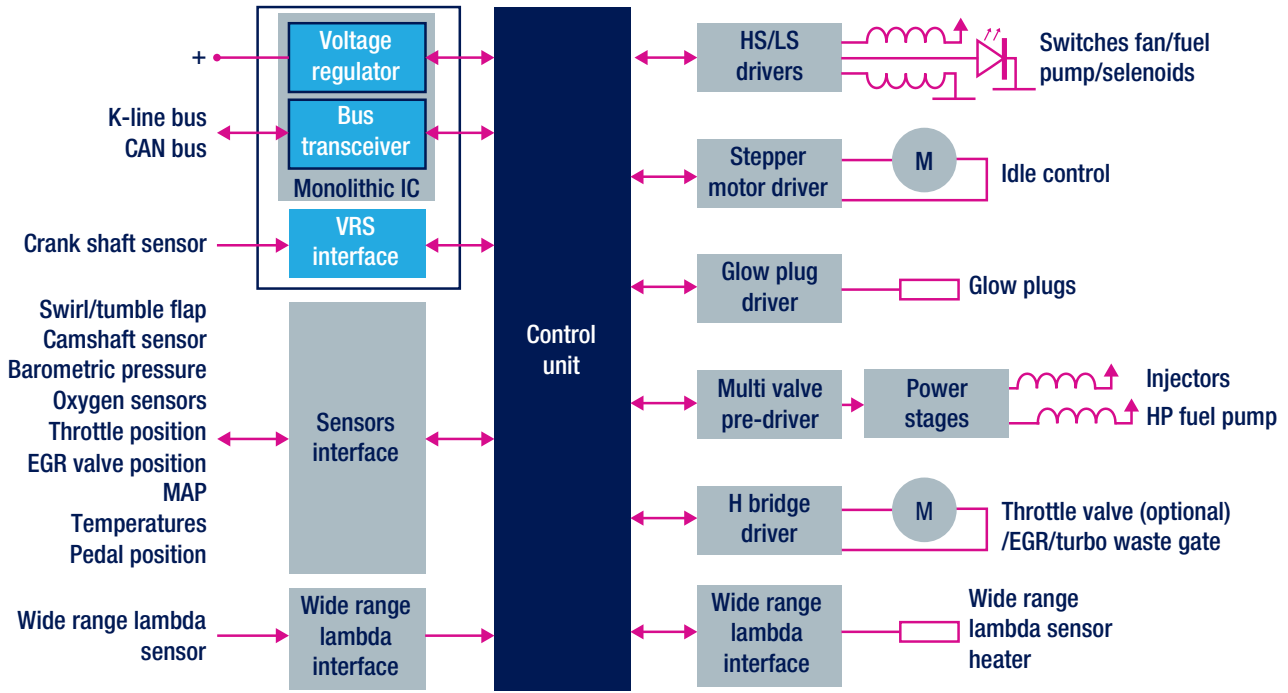 +
Voltage
regulator
K-line bus
CAN bus
Bus
transceiver
Monolithic IC
Crank shaft sensor
VRS
interface
Swirl/tumble flap
Camshaft sensor
Barometric pressure
Oxygen sensors
Throttle position
EGR valve position
MAP
Temperatures
Pedal position
Sensors
interface
Wide range lambda
sensor
Wide range
lambda
interface
Control
unit
HS/LS
drivers
Switches fan/fuel
pump/selenoids
Stepper
motor driver
M
Idle control
Glow plug
driver
Glow plugs
Multi valve
pre-driver
Power
stages
Injectors
HP fuel pump
H bridge
driver
M
Throttle valve (optional)
/EGR/turbo waste gate
Wide range
lambda
interface
Wide range
lambda sensor
heater